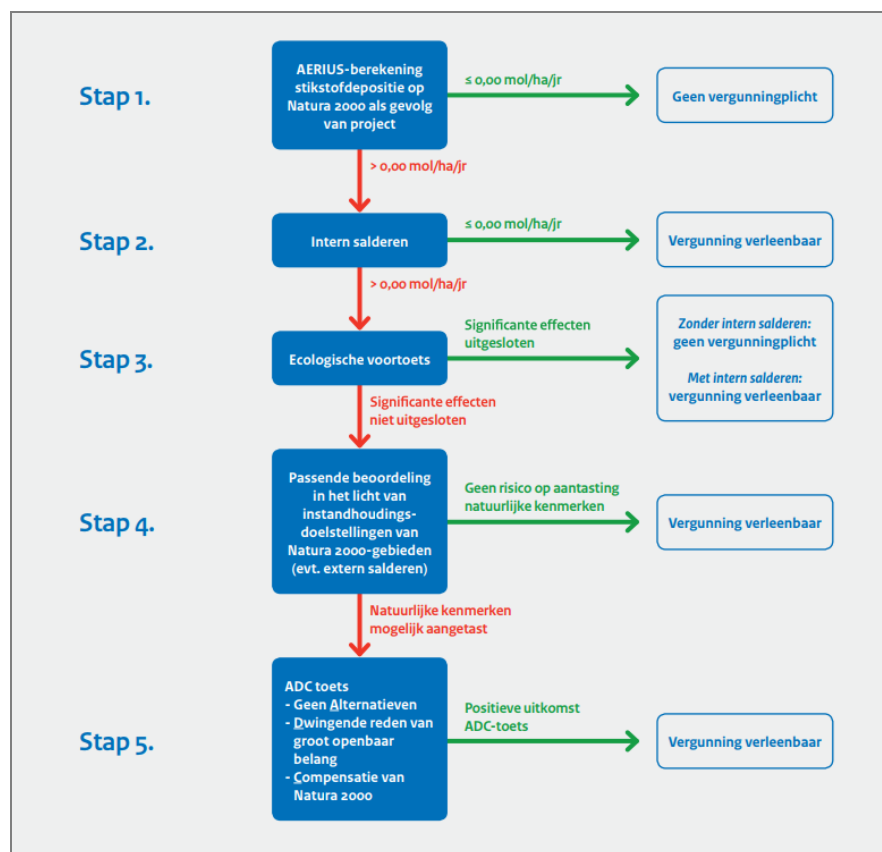 Stap 1.
AERIUS-berekening
stikstofdepositie op
Natura 2000 als gevolg
van project
≤ 0,00 mol/ha/jr
Geen vergunningplicht
> 0,00 mol/ha/jr
Stap 2.
Intern salderen
≤ 0,00 mol/ha/jr
Vergunning verleenbaar
> 0,00 mol/ha/jr
Stap 3.
Ecologische voortoets
Significante effecten
uitgesloten
Zonder intern salderen:
geen vergunningplicht
Met intern salderen:
vergunning verleenbaar
Significante effecten
niet uitgesloten
Stap 4.
Passende beoordeling
in het licht van
instandhoudings-
doelstellingen van
Natura 2000-gebieden
(evt. extern salderen)
Geen risico op aantasting
natuurlijke kenmerken
Vergunning verleenbaar
Natuurlijke kenmerken
mogelijk aangetast
Stap 5.
ADC toets
- Geen Alternatieven
- Dwingende reden van
groot openbaar
belang
- Compensatie van
Natura 2000
Positieve uitkomst
ADC-toets
Vergunning verleenbaar